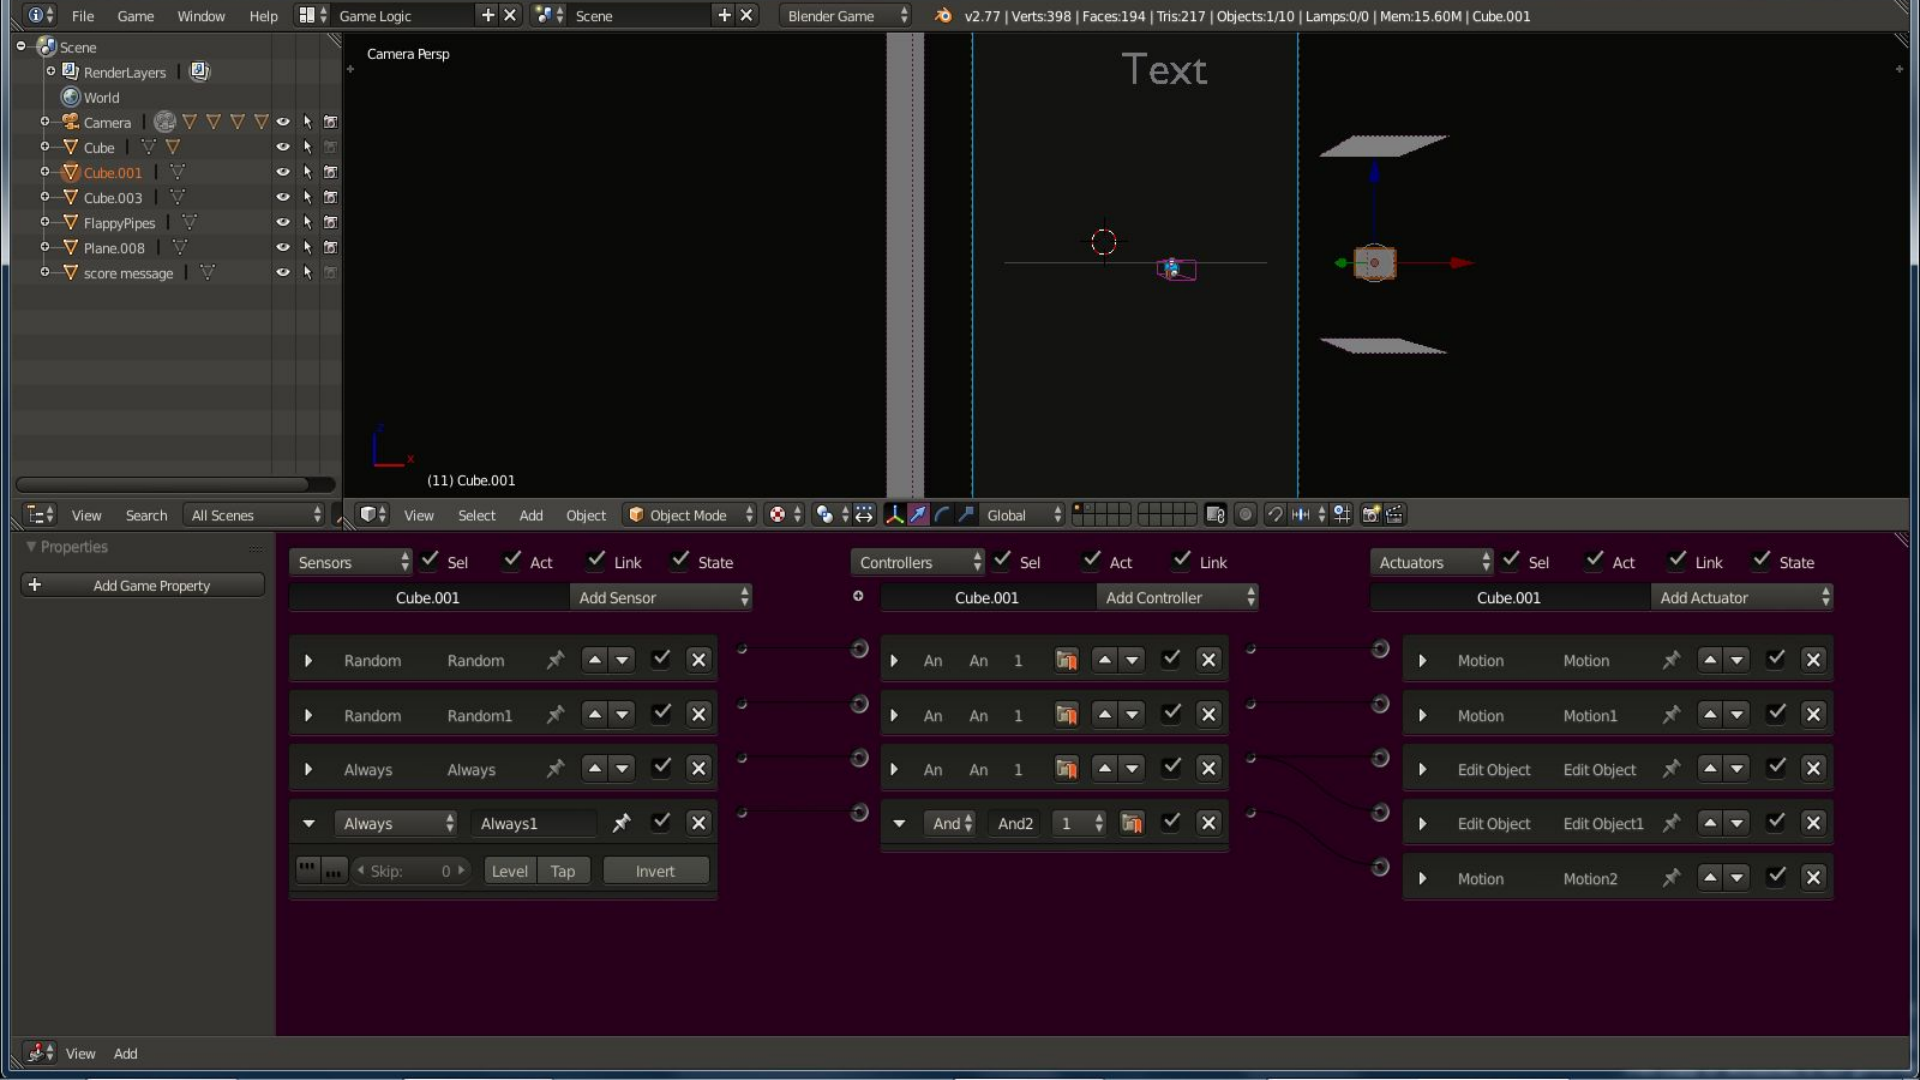 File Game Window Help Game Logic Scene Blender Game v2.77 | Verts:398 | Faces:194 | Tris:217 | Objects:1/10 | Lamps:0/0 | Mem:15.60M | Cube.001
Scene
RenderLayers
World
Camera
Cube
Cube.001
Cube.003
FlappyPipes
Plane.008
score message
Camera Persp
Text
z
x
(11) Cube.001
View Search All Scenes
View Select Add Object Object Mode Global
Properties
Add Game Property
Sensors Sel Act Link State Controllers Sel Act Link Actuators Sel Act Link State
Cube.001 Add Sensor Cube.001 Add Controller Cube.001 Add Actuator
Random Random An An 1 Motion Motion
Random Random1 An An 1 Motion Motion1
Always Always An An 1 Edit Object Edit Object
Always Always1 And And2 1 Edit Object Edit Object1
Skip: 0 Level Tap Invert Motion Motion2
View Add